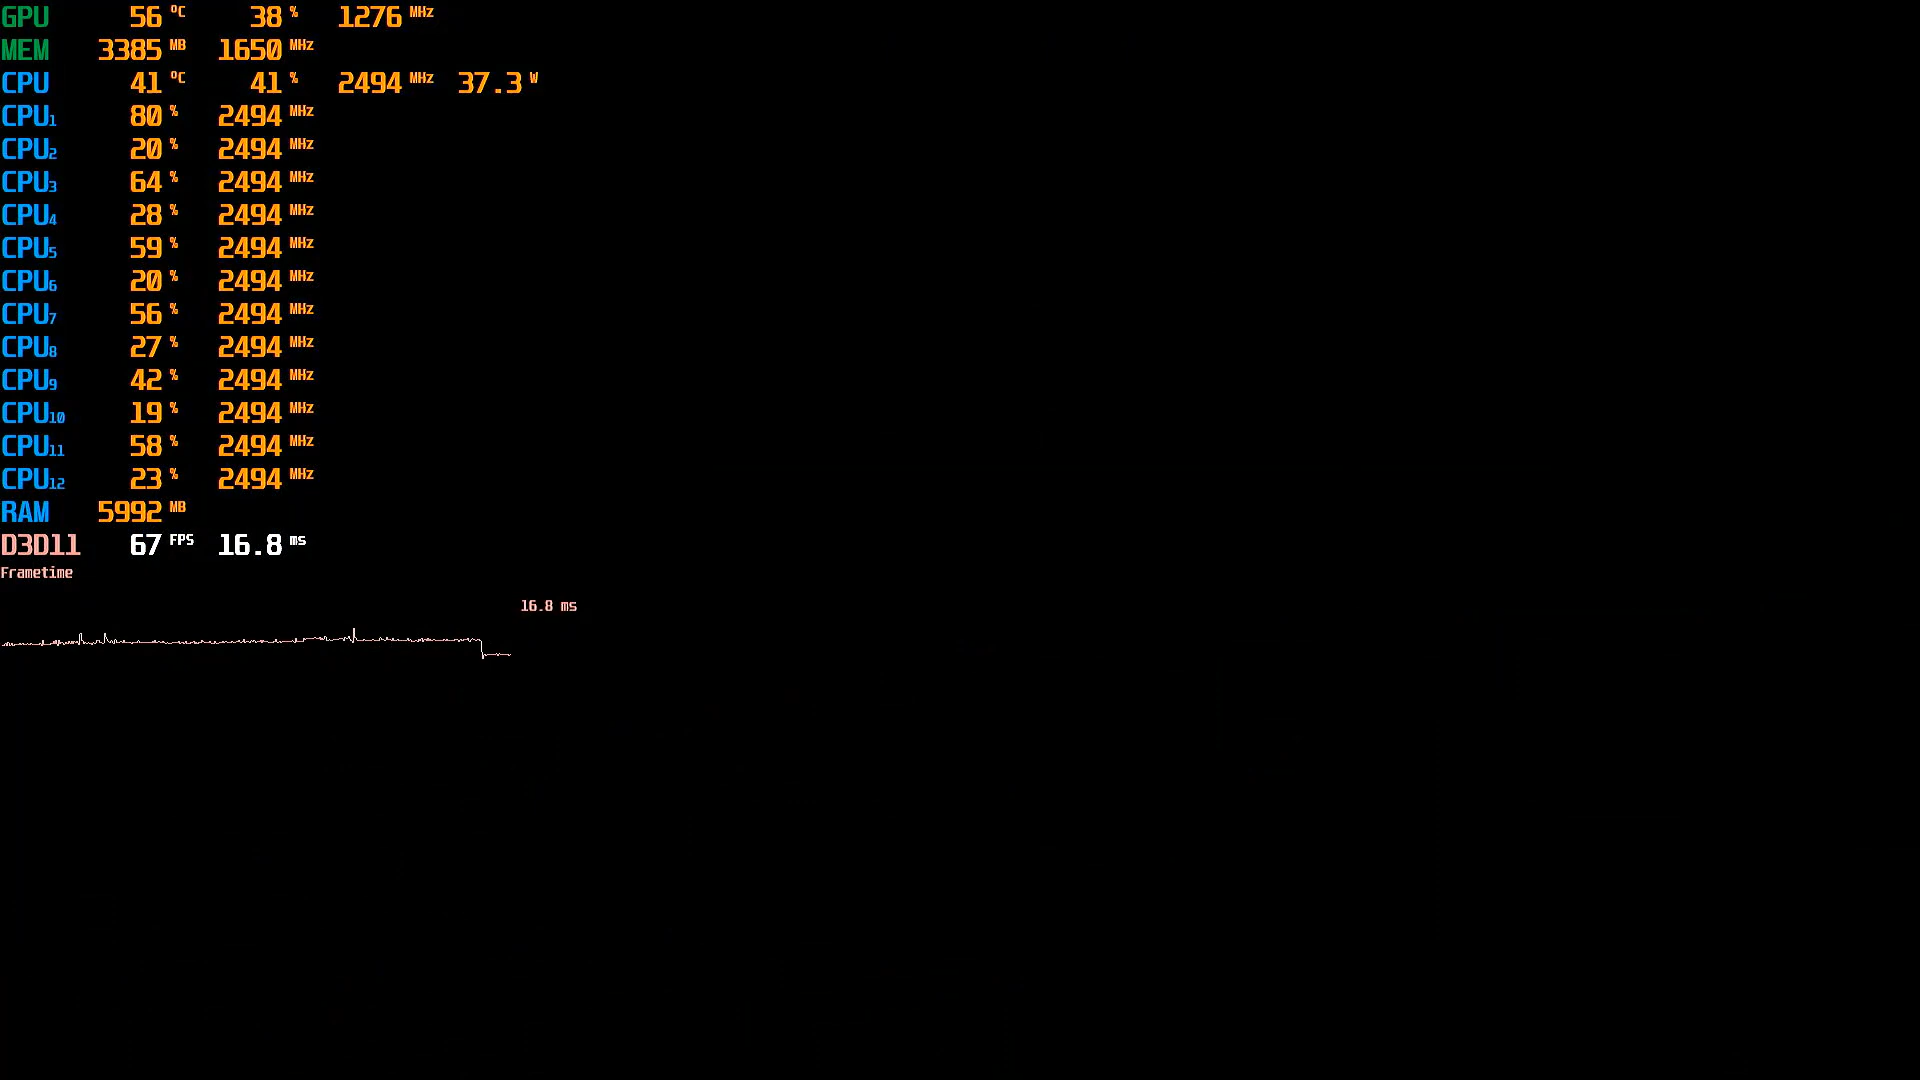 GPU 56 °C 38 % 1276 MHz
MEM 3385 MB 1650 MHz
CPU 41 °C 41 % 2494 MHz 37.3 W
CPU1 80 % 2494 MHz
CPU2 20 % 2494 MHz
CPU3 64 % 2494 MHz
CPU4 28 % 2494 MHz
CPU5 59 % 2494 MHz
CPU6 20 % 2494 MHz
CPU7 56 % 2494 MHz
CPU8 27 % 2494 MHz
CPU9 42 % 2494 MHz
CPU10 19 % 2494 MHz
CPU11 58 % 2494 MHz
CPU12 23 % 2494 MHz
RAM 5992 MB
D3D11 67 FPS 16.8 ms
Frametime
16.8 ms